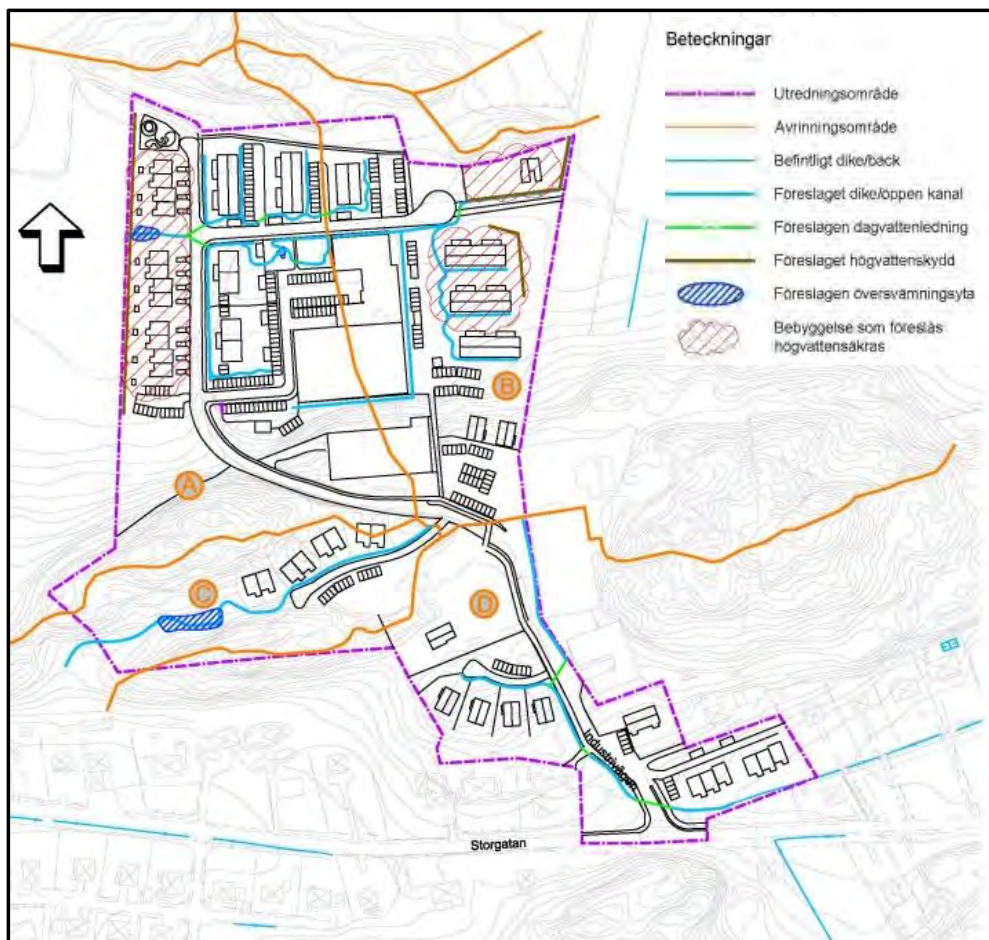 Beteckningar
Utredningsområde
Avrinningsområde
Befintligt dike/bäck
Föreslaget dike/öppen kanal
Föreslagen dagvattenledning
Föreslaget högvattenskydd
Föreslagen översvämningsyta
Bebyggelse som föreslås
högvattensäkras
B
A
C
D
Industrivägen
Storgatan